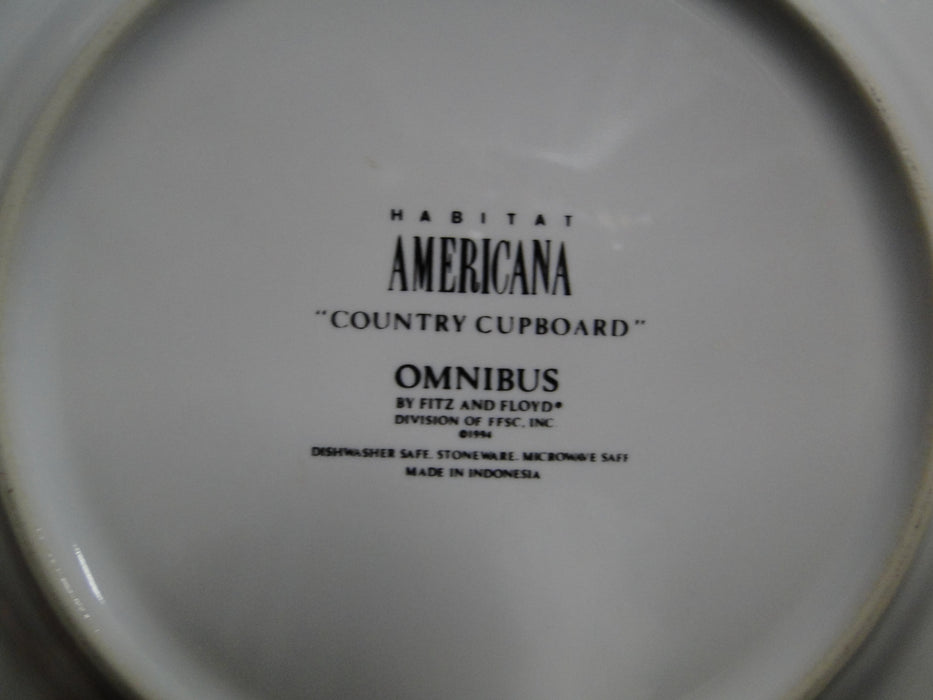 HABITAT
AMERICANA
"COUNTRY CUPBOARD"
OMNIBUS
BY FITZ AND FLOYD®
DIVISION OF FFSC, INC.
©1994
DISHWASHER SAFE. STONEWARE. MICROWAVE SAFE
MADE IN INDONESIA